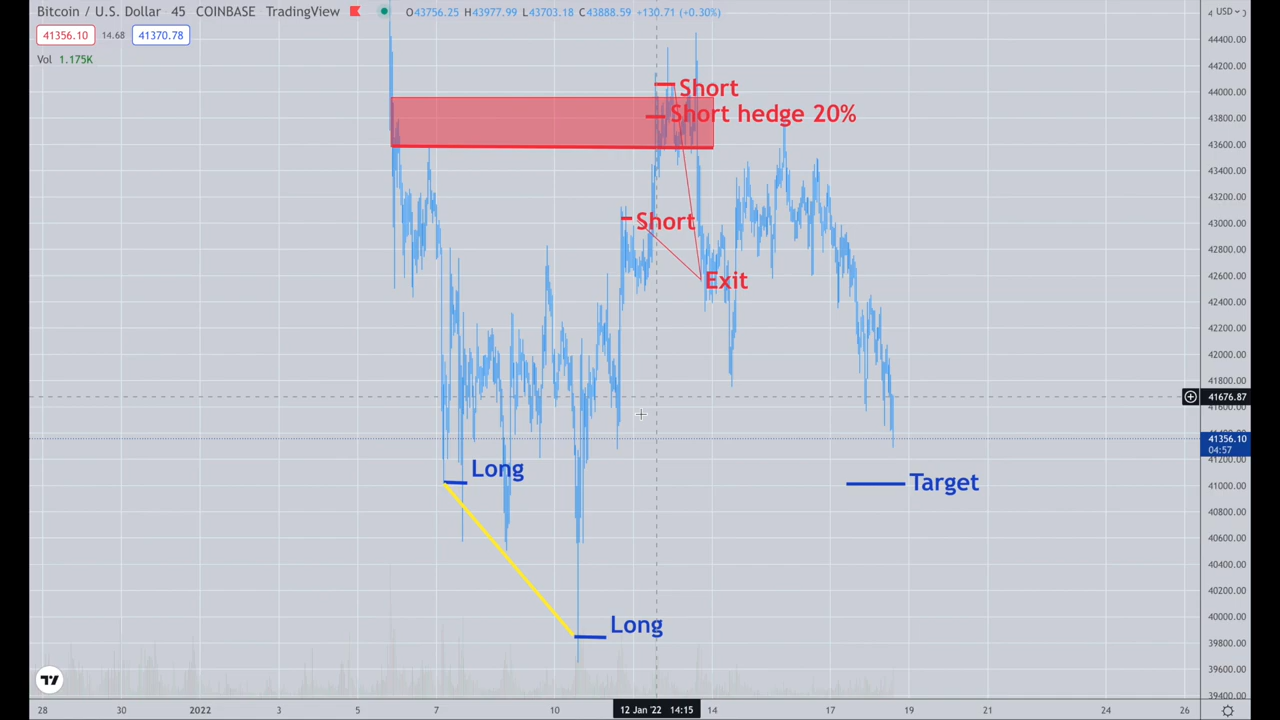 Bitcoin / U.S. Dollar 45 COINBASE TradingView O43756.25 H43977.99 L43703.18 C43888.59 +130.71 (+0.30%)
41356.10 14.68 41370.78
Vol 1.175K
USD
44400.00
44200.00
44000.00
43800.00
43600.00
43400.00
43200.00
43000.00
42800.00
42600.00
42400.00
42200.00
42000.00
41800.00
41676.87
41600.00
41356.10
04:57
41200.00
41000.00
40800.00
40600.00
40400.00
40200.00
40000.00
39800.00
39600.00
39400.00
Short
Short hedge 20%
Short
Exit
Long
Target
Long
28 30 2022 3 5 7 10 12 Jan '22 14:15 14 17 19 21 24 26